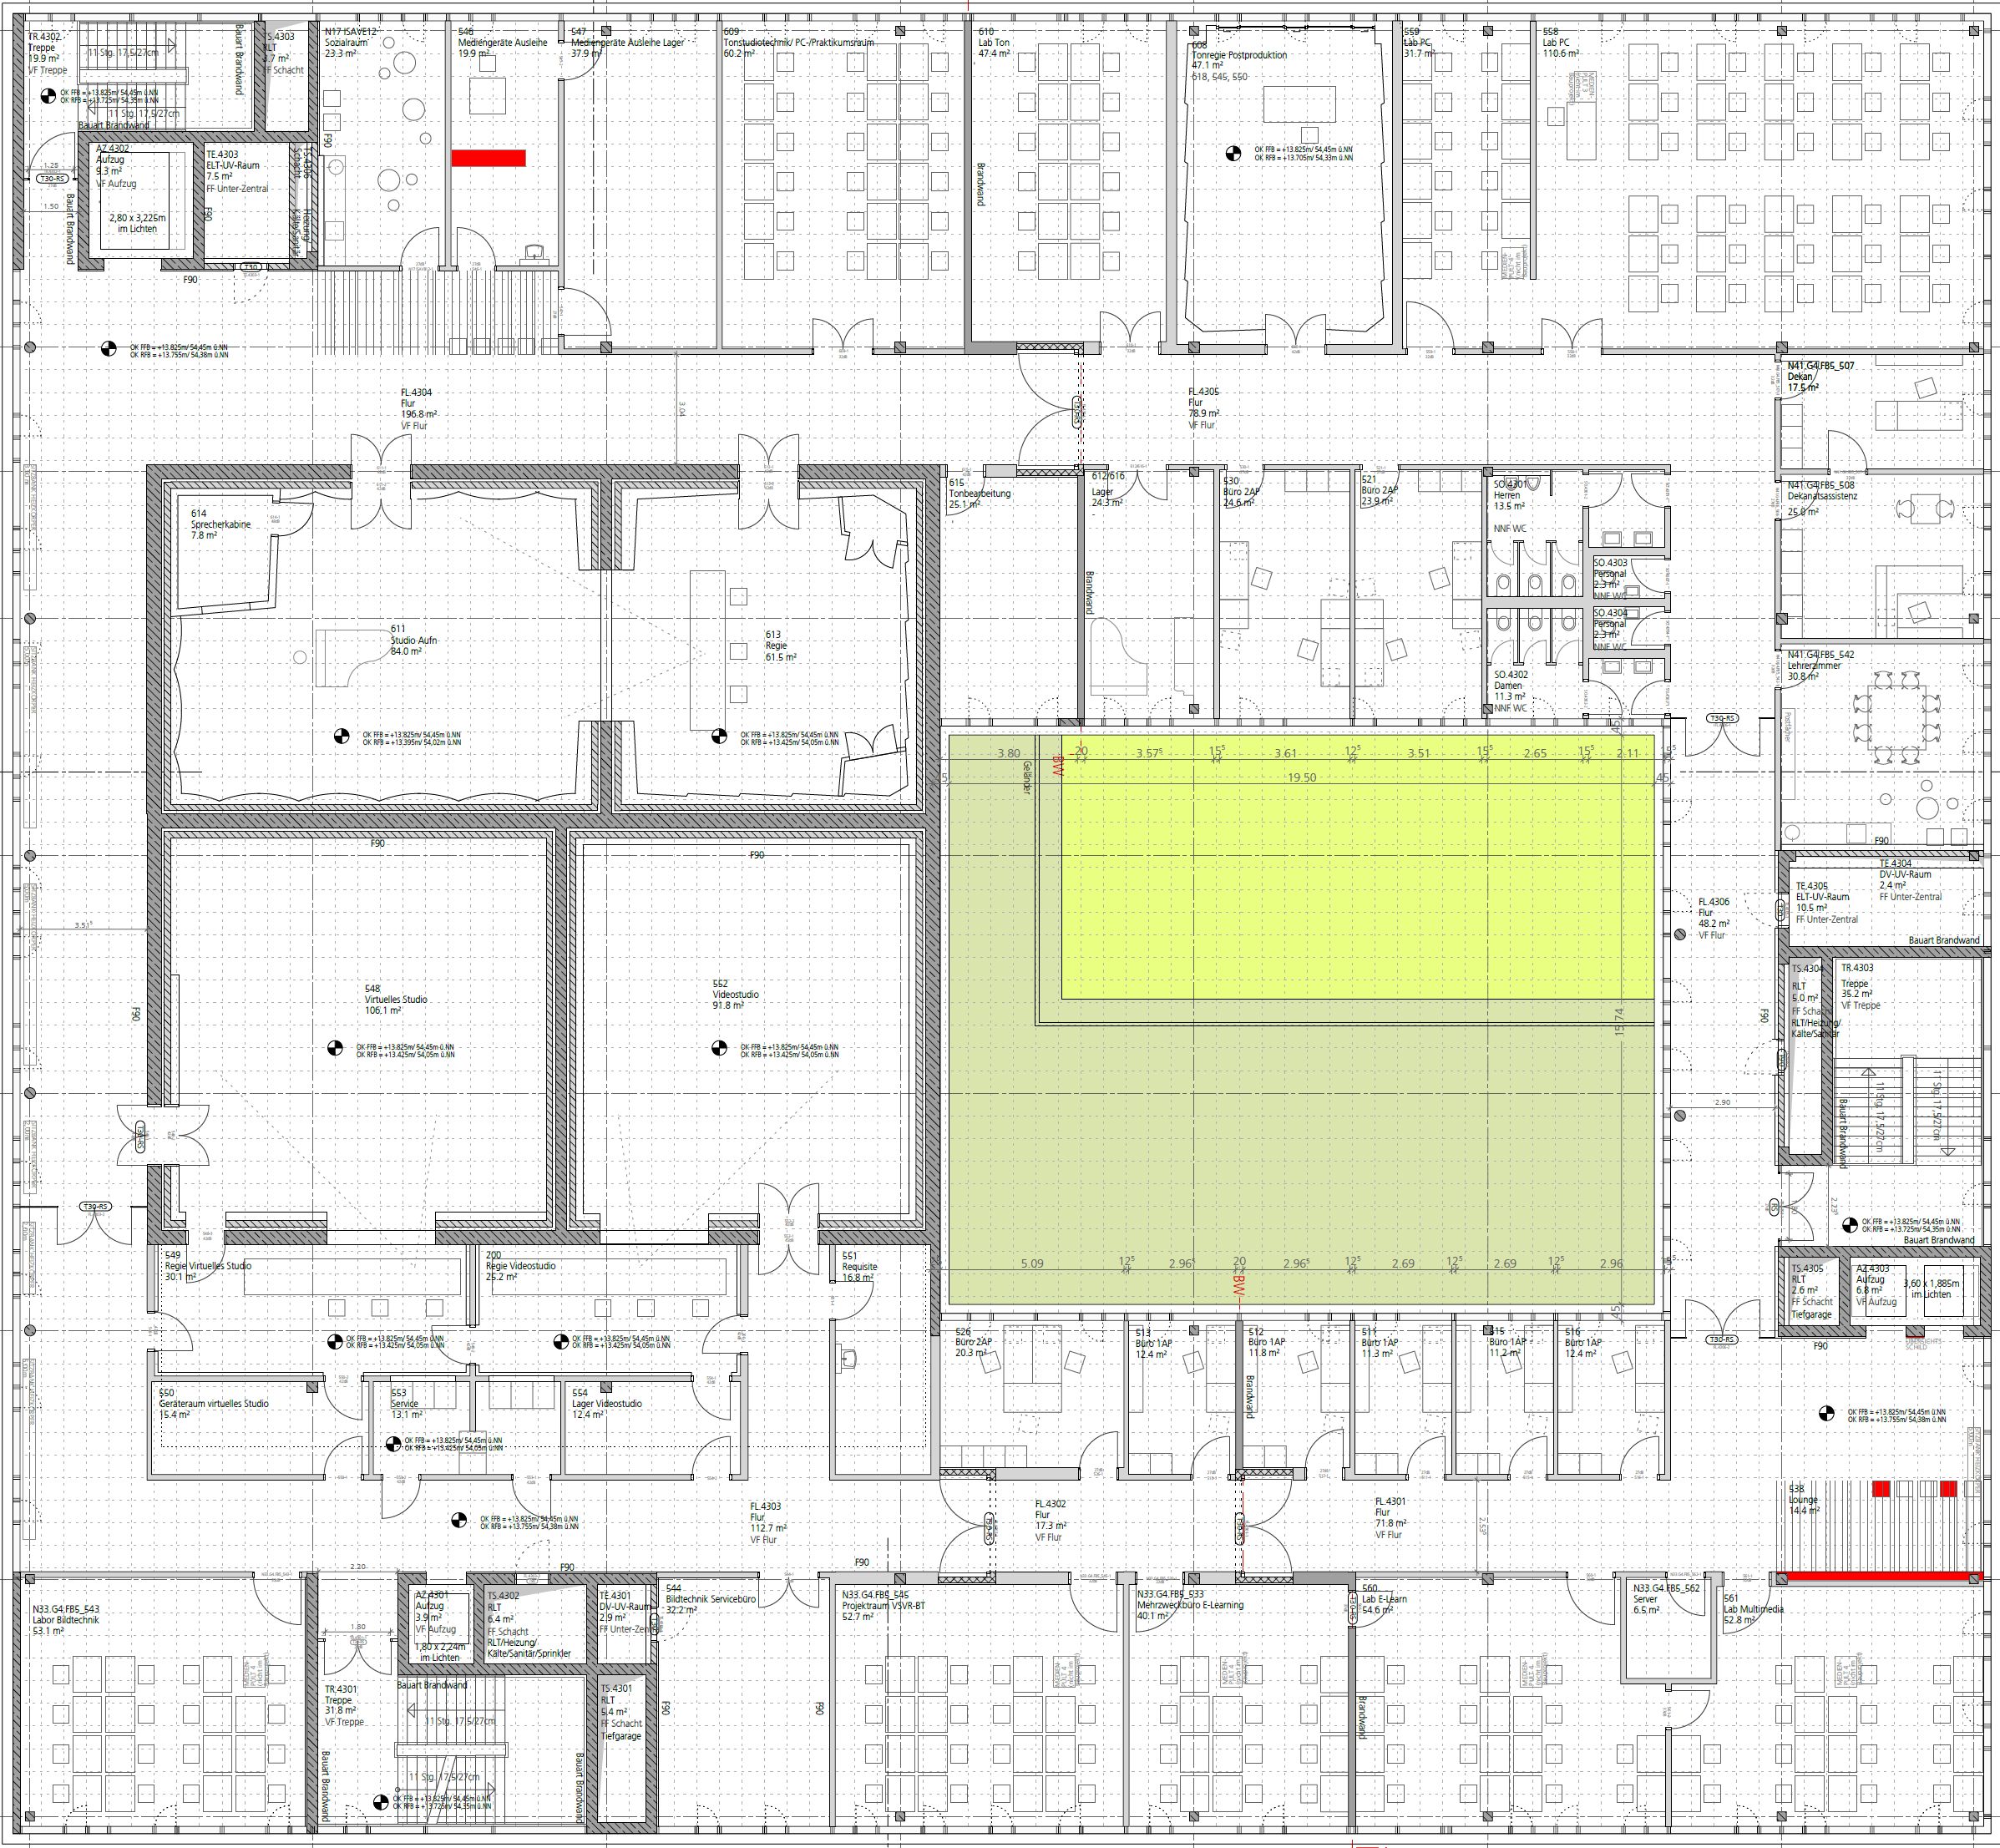 TR.4302
Treppe
19.9 m²
VF Treppe
11 Stg. 17,5/27cm
11 Stg. 17,5/27cm
OK FFB = +13.825m/ 54,45m ü.NN
OK RFB = +13.725m/ 54,35m ü.NN
Bauart Brandwand
Bauart Brandwand
TS.4303
RLT
FF Schacht
N17 ISAVE12
Sozialraum
23.3 m²
546
Mediengeräte Ausleihe
19.9 m²
547
Mediengeräte Ausleihe Lager
37.9 m²
609
Tonstudiotechnik/ PC-/Praktikumsraum
60.2 m²
610
Lab Ton
47.4 m²
608
Tonregie Postproduktion
47.1 m²
618, 545, 550
OK FFB = +13.825m/ 54,45m ü.NN
OK RFB = +13.705m/ 54,33m ü.NN
559
Lab PC
31.7 m²
558
Lab PC
110.6 m²
AZ.4302
Aufzug
9.3 m²
VF Aufzug
2,80 x 3,225m
im Lichten
TE.4303
ELT-UV-Raum
7.5 m²
FF Unter-Zentral
F90
F90
F90
Bauart Brandwand
Brandwand
1.25
T30-RS
1.50
T30
OK FFB = +13.825m/ 54,45m ü.NN
OK RFB = +13.755m/ 54,38m ü.NN
FL.4304
Flur
196.8 m²
VF Flur
3.04
FL.4305
Flur
78.9 m²
VF Flur
T30-RS
N41.G4.FB5_507
Dekan
17.5 m²
N41.G4.FB5_508
Dekanatsassistenz
25.0 m²
N41.G4.FB5_542
Lehrerzimmer
30.8 m²
614
Sprecherkabine
7.8 m²
611
Studio Aufn
84.0 m²
OK FFB = +13.825m/ 54,45m ü.NN
OK RFB = +13.395m/ 54,02m ü.NN
613
Regie
61.5 m²
OK FFB = +13.825m/ 54,45m ü.NN
OK RFB = +13.425m/ 54,05m ü.NN
615
Tonbearbeitung
25.1 m²
612/616
Lager
24.3 m²
Brandwand
530
Büro 2AP
24.6 m²
521
Büro 2AP
23.9 m²
SO.4301
Herren
13.5 m²
NNF WC
SO.4303
Personal
2.3 m²
NNF WC
SO.4304
Personal
2.3 m²
NNF WC
SO.4302
Damen
11.3 m²
NNF WC
T30-RS
3.80
20
3.57⁵
15⁵
3.61
12⁵
3.51
15⁵
2.65
15⁵
2.11
BW
Geländer
19.50
45
15.74
F90
F90
F90
3.51⁵
548
Virtuelles Studio
106.1 m²
OK FFB = +13.825m/ 54,45m ü.NN
OK RFB = +13.425m/ 54,05m ü.NN
552
Videostudio
91.8 m²
OK FFB = +13.825m/ 54,45m ü.NN
OK RFB = +13.425m/ 54,05m ü.NN
F90
TE.4304
DV-UV-Raum
2.4 m²
FF Unter-Zentral
TE.4305
ELT-UV-Raum
10.5 m²
FF Unter-Zentral
Bauart Brandwand
FL.4306
Flur
48.2 m²
VF Flur
TS.4304
RLT
5.0 m²
FF Schacht
RLT/Heizung/
Kälte/Sanitär
TR.4303
Treppe
35.2 m²
VF Treppe
F90
11 Stg. 17,5/27cm
11 Stg. 17,5/27cm
Bauart Brandwand
2.90
2.23⁵
OK FFB = +13.825m/ 54,45m ü.NN
OK RFB = +13.725m/ 54,35m ü.NN
Bauart Brandwand
T30-RS
T30-RS
TS.4305
RLT
2.6 m²
FF Schacht
Tiefgarage
AZ.4303
Aufzug
6.8 m²
VF Aufzug
3,60 x 1,885m
im Lichten
F90
T30-RS
5.09
12⁵
2.96⁵
20
2.96⁵
12⁵
2.69
12⁵
2.69
12⁵
2.96
BW
549
Regie Virtuelles Studio
30.1 m²
OK FFB = +13.825m/ 54,45m ü.NN
OK RFB = +13.425m/ 54,05m ü.NN
200
Regie Videostudio
25.2 m²
OK FFB = +13.825m/ 54,45m ü.NN
OK RFB = +13.425m/ 54,05m ü.NN
551
Requisite
16.8 m²
550
Geräteraum virtuelles Studio
15.4 m²
553
Service
13.1 m²
OK FFB = +13.825m/ 54,45m ü.NN
OK RFB = +13.425m/ 54,05m ü.NN
554
Lager Videostudio
12.4 m²
526
Büro 2AP
20.3 m²
513
Büro 1AP
12.4 m²
512
Büro 1AP
11.8 m²
Brandwand
511
Büro 1AP
11.3 m²
515
Büro 1AP
11.2 m²
516
Büro 1AP
12.4 m²
OK FFB = +13.825m/ 54,45m ü.NN
OK RFB = +13.755m/ 54,38m ü.NN
538
Lounge
14.4 m²
OK FFB = +13.825m/ 54,45m ü.NN
OK RFB = +13.755m/ 54,38m ü.NN
FL.4303
Flur
112.7 m²
VF Flur
FL.4302
Flur
17.3 m²
VF Flur
FL.4301
Flur
71.8 m²
VF Flur
2.53⁵
2.20
F90
F90
N33.G4.FB5_543
Labor Bildtechnik
53.1 m²
1.80
AZ.4301
Aufzug
3.9 m²
VF Aufzug
1,80 x 2,24m
im Lichten
TS.4302
RLT
6.4 m²
FF Schacht
RLT/Heizung/
Kälte/Sanitär/Sprinkler
TE.4301
DV-UV-Raum
2.9 m²
FF Unter-Zentral
544
Bildtechnik Servicebüro
32.2 m²
N33.G4.FB5_545
Projektraum VSVR-BT
52.7 m²
N33.G4.FB5_533
Mehrzweckbüro E-Learning
40.1 m²
560
Lab E-Learn
54.6 m²
N33.G4.FB5_562
Server
6.5 m²
561
Lab Multimedia
52.8 m²
TR.4301
Treppe
31.8 m²
VF Treppe
Bauart Brandwand
11 Stg. 17,5/27cm
11 Stg. 17,5/27cm
Bauart Brandwand
Bauart Brandwand
OK FFB = +13.825m/ 54,45m ü.NN
OK RFB = +13.725m/ 54,35m ü.NN
TS.4301
RLT
5.4 m²
FF Schacht
Tiefgarage
F90
F90
Brandwand